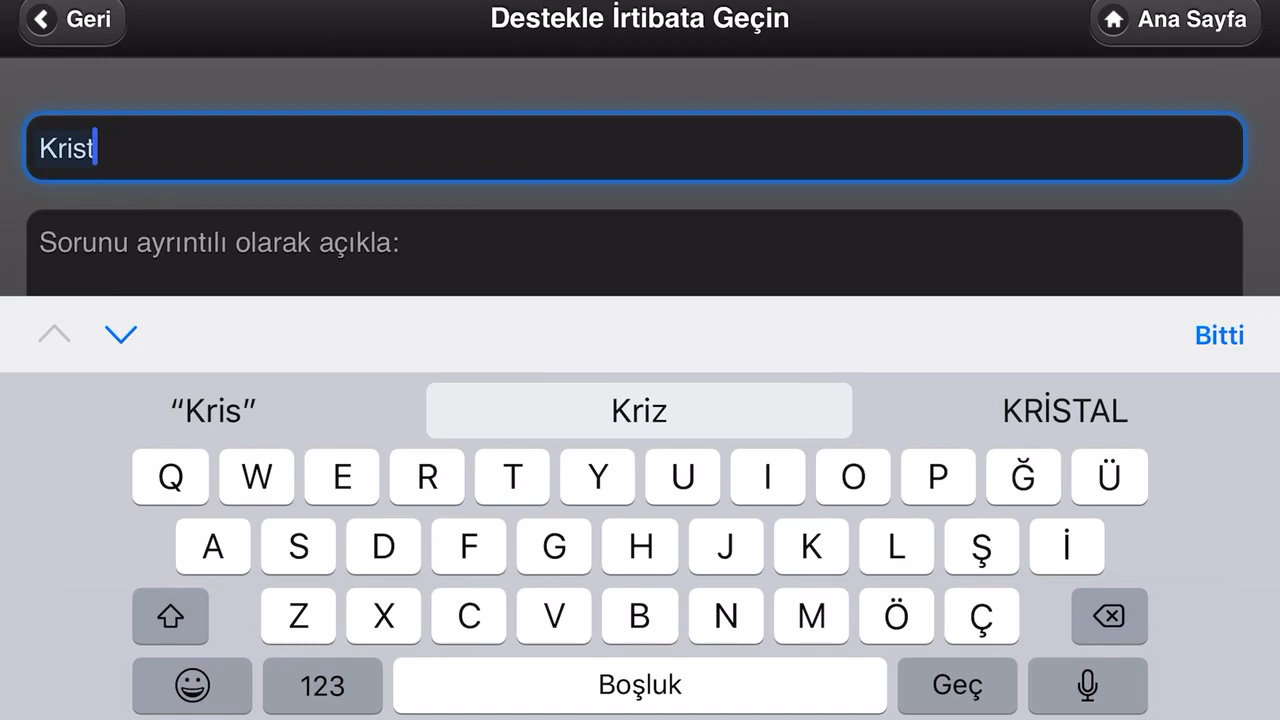 Geri Destekle İrtibata Geçin Ana Sayfa
Krist
Sorunu ayrıntılı olarak açıkla:
Bitti
“Kris” Kriz KRİSTAL
Q W E R T Y U I O P Ğ Ü
A S D F G H J K L Ş İ
Z X C V B N M Ö Ç
123 Boşluk Geç